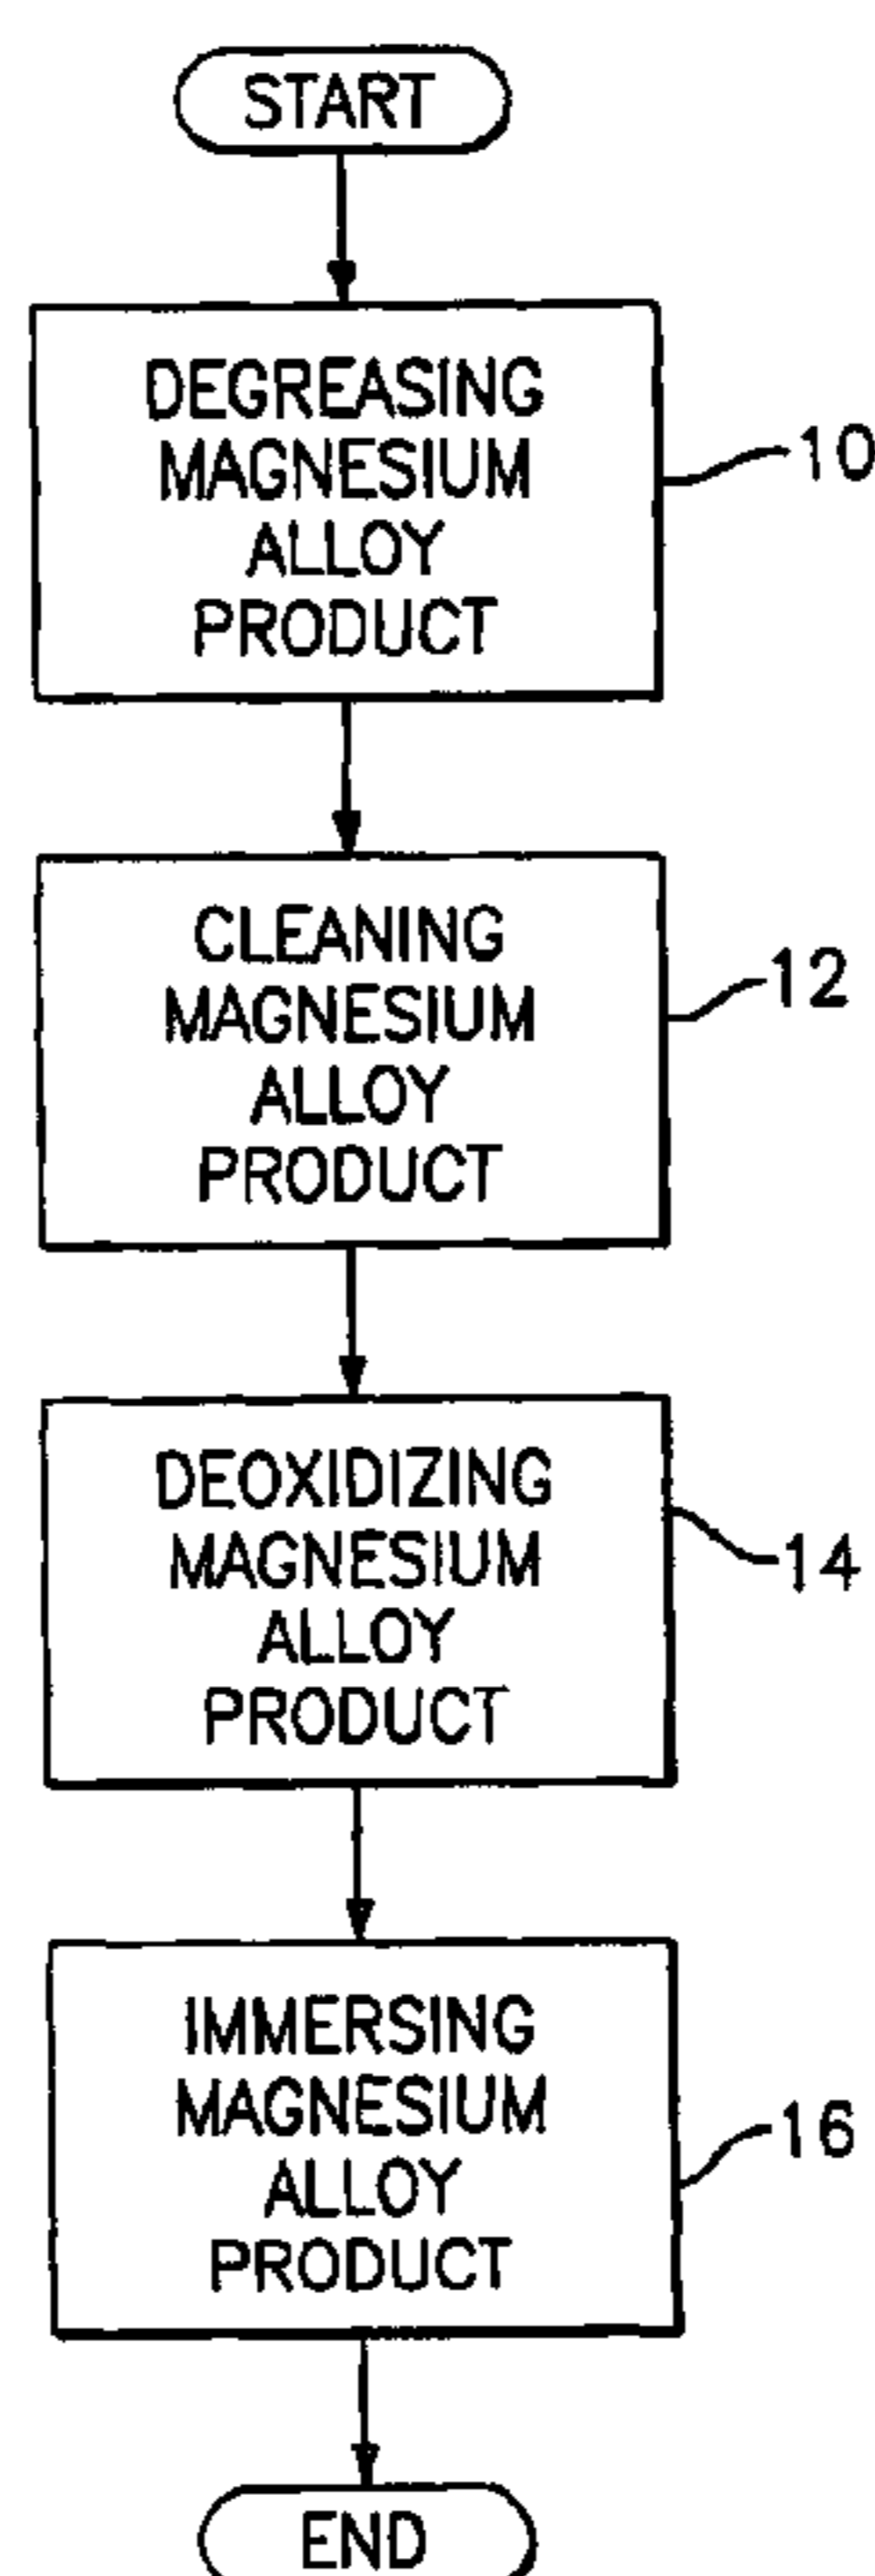 START
DEGREASING
MAGNESIUM
ALLOY
PRODUCT
10
CLEANING
MAGNESIUM
ALLOY
PRODUCT
12
DEOXIDIZING
MAGNESIUM
ALLOY
PRODUCT
14
IMMERSING
MAGNESIUM
ALLOY
PRODUCT
16
END